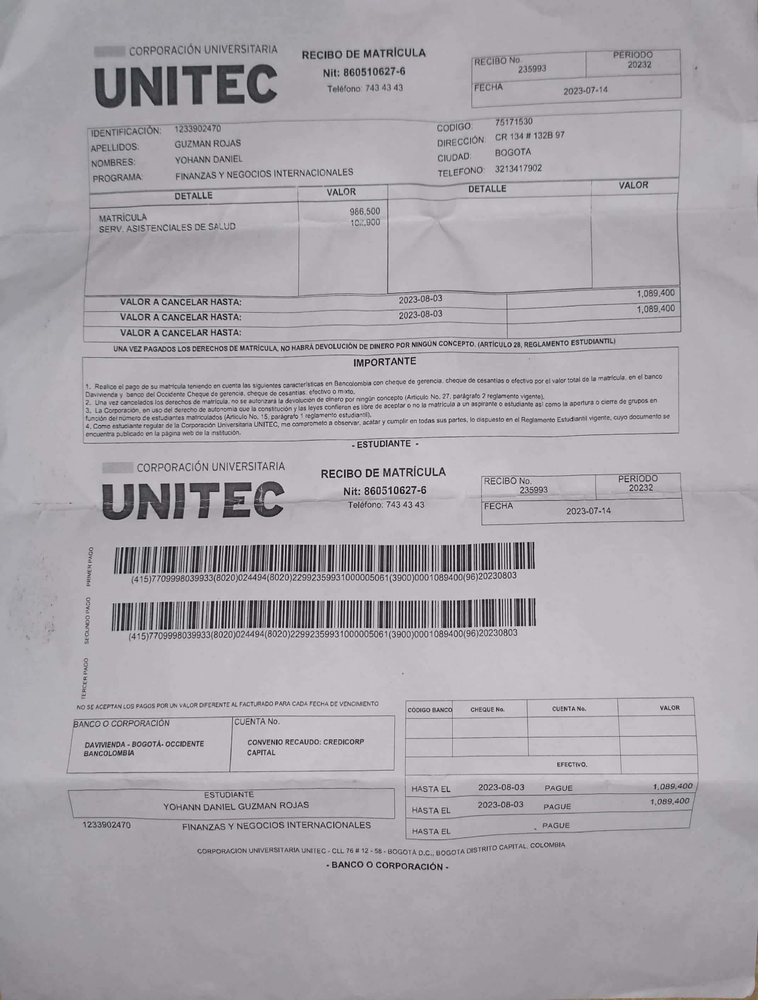 CORPORACIÓN UNIVERSITARIA
UNITEC
RECIBO DE MATRÍCULA
Nit: 860510627-6
Teléfono: 743 43 43
RECIBO No.
235993
PERIODO
20232
FECHA
2023-07-14
IDENTIFICACIÓN: 1233902470
APELLIDOS: GUZMAN ROJAS
NOMBRES: YOHANN DANIEL
PROGRAMA: FINANZAS Y NEGOCIOS INTERNACIONALES
CODIGO: 75171530
DIRECCIÓN: CR 134 # 132B 97
CIUDAD: BOGOTA
TELEFONO: 3213417902
DETALLE VALOR DETALLE VALOR
MATRÍCULA 986,500
SERV. ASISTENCIALES DE SALUD
VALOR A CANCELAR HASTA: 2023-08-03 1,089,400
VALOR A CANCELAR HASTA: 2023-08-03 1,089,400
VALOR A CANCELAR HASTA:
UNA VEZ PAGADOS LOS DERECHOS DE MATRÍCULA, NO HABRÁ DEVOLUCIÓN DE DINERO POR NINGÚN CONCEPTO. (ARTÍCULO 28, REGLAMENTO ESTUDIANTIL)
IMPORTANTE
1. Realice el pago de su matrícula teniendo en cuenta las siguientes características en Bancolombia con cheque de gerencia, cheque de cesantías o efectivo por el valor total de la matrícula, en el banco
Davivienda y banco del Occidente Cheque de gerencia, cheque de cesantias, efectivo o mixto.
2. Una vez cancelados los derechos de matrícula, no se autorizará la devolución de dinero por ningún concepto (Articulo No. 27, parágrafo 2 reglamento vigente).
3. La Corporación, en uso del derecho de autonomía que la constitución y las leyes confieren es libre de aceptar o no la matrícula a un aspirante o estudiante así como la apertura o cierre de grupos en
función del número de estudiantes matriculados (Articulo No. 15, parágrafo 1 reglamento estudiantil).
4. Como estudiante regular de la Corporación Universitaria UNITEC, me comprometo a observar, acatar y cumplir en todas sus partes, lo dispuesto en el Reglamento Estudiantil vigente, cuyo documento se
encuentra publicado en la página web de la institución.
- ESTUDIANTE -
CORPORACIÓN UNIVERSITARIA
UNITEC
RECIBO DE MATRÍCULA
Nit: 860510627-6
Teléfono: 743 43 43
RECIBO No.
235993
PERIODO
20232
FECHA
2023-07-14
PRIMER PAGO
(415)7709998039933(8020)024494(8020)22992359931000005061(3900)0001089400(96)20230803
SEGUNDO PAGO
(415)7709998039933(8020)024494(8020)22992359931000005061(3900)0001089400(96)20230803
TERCER PAGO
NO SE ACEPTAN LOS PAGOS POR UN VALOR DIFERENTE AL FACTURADO PARA CADA FECHA DE VENCIMIENTO
BANCO O CORPORACIÓN
DAVIVIENDA - BOGOTÁ- OCCIDENTE
BANCOLOMBIA
CUENTA No.
CONVENIO RECAUDO: CREDICORP
CAPITAL
CÓDIGO BANCO CHEQUE No. CUENTA No. VALOR
EFECTIVO.
HASTA EL 2023-08-03 PAGUE 1,089,400
HASTA EL 2023-08-03 PAGUE 1,089,400
HASTA EL PAGUE
ESTUDIANTE
YOHANN DANIEL GUZMAN ROJAS
1233902470 FINANZAS Y NEGOCIOS INTERNACIONALES
CORPORACION UNIVERSITARIA UNITEC - CLL 76 # 12 - 58 - BOGOTÁ D.C., BOGOTA DISTRITO CAPITAL, COLOMBIA
- BANCO O CORPORACIÓN -